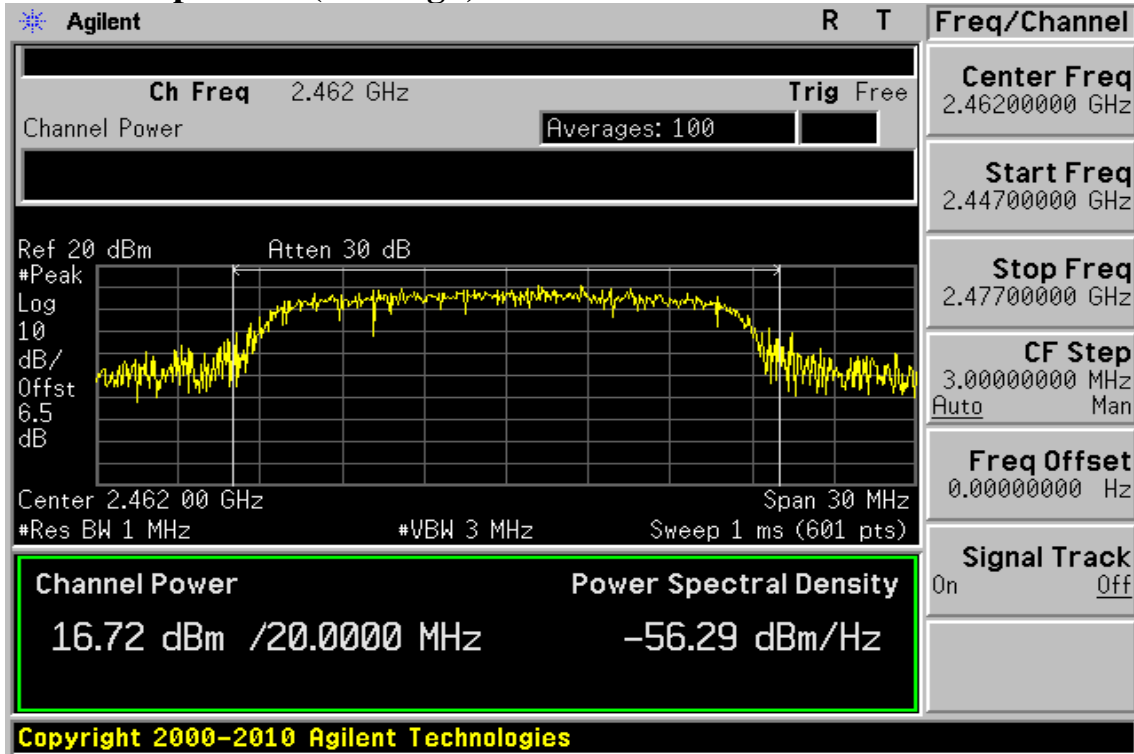 Agilent R T
Freq/Channel
Ch Freq 2.462 GHz Trig Free
Channel Power Averages: 100
Center Freq
2.46200000 GHz
Start Freq
2.44700000 GHz
Stop Freq
2.47700000 GHz
CF Step
3.00000000 MHz
Auto Man
Freq Offset
0.00000000 Hz
Signal Track
On Off
Ref 20 dBm Atten 30 dB
#Peak
Log
10
dB/
Offst
6.5
dB
Center 2.462 00 GHz Span 30 MHz
#Res BW 1 MHz #VBW 3 MHz Sweep 1 ms (601 pts)
Channel Power Power Spectral Density
16.72 dBm /20.0000 MHz -56.29 dBm/Hz
Copyright 2000-2010 Agilent Technologies